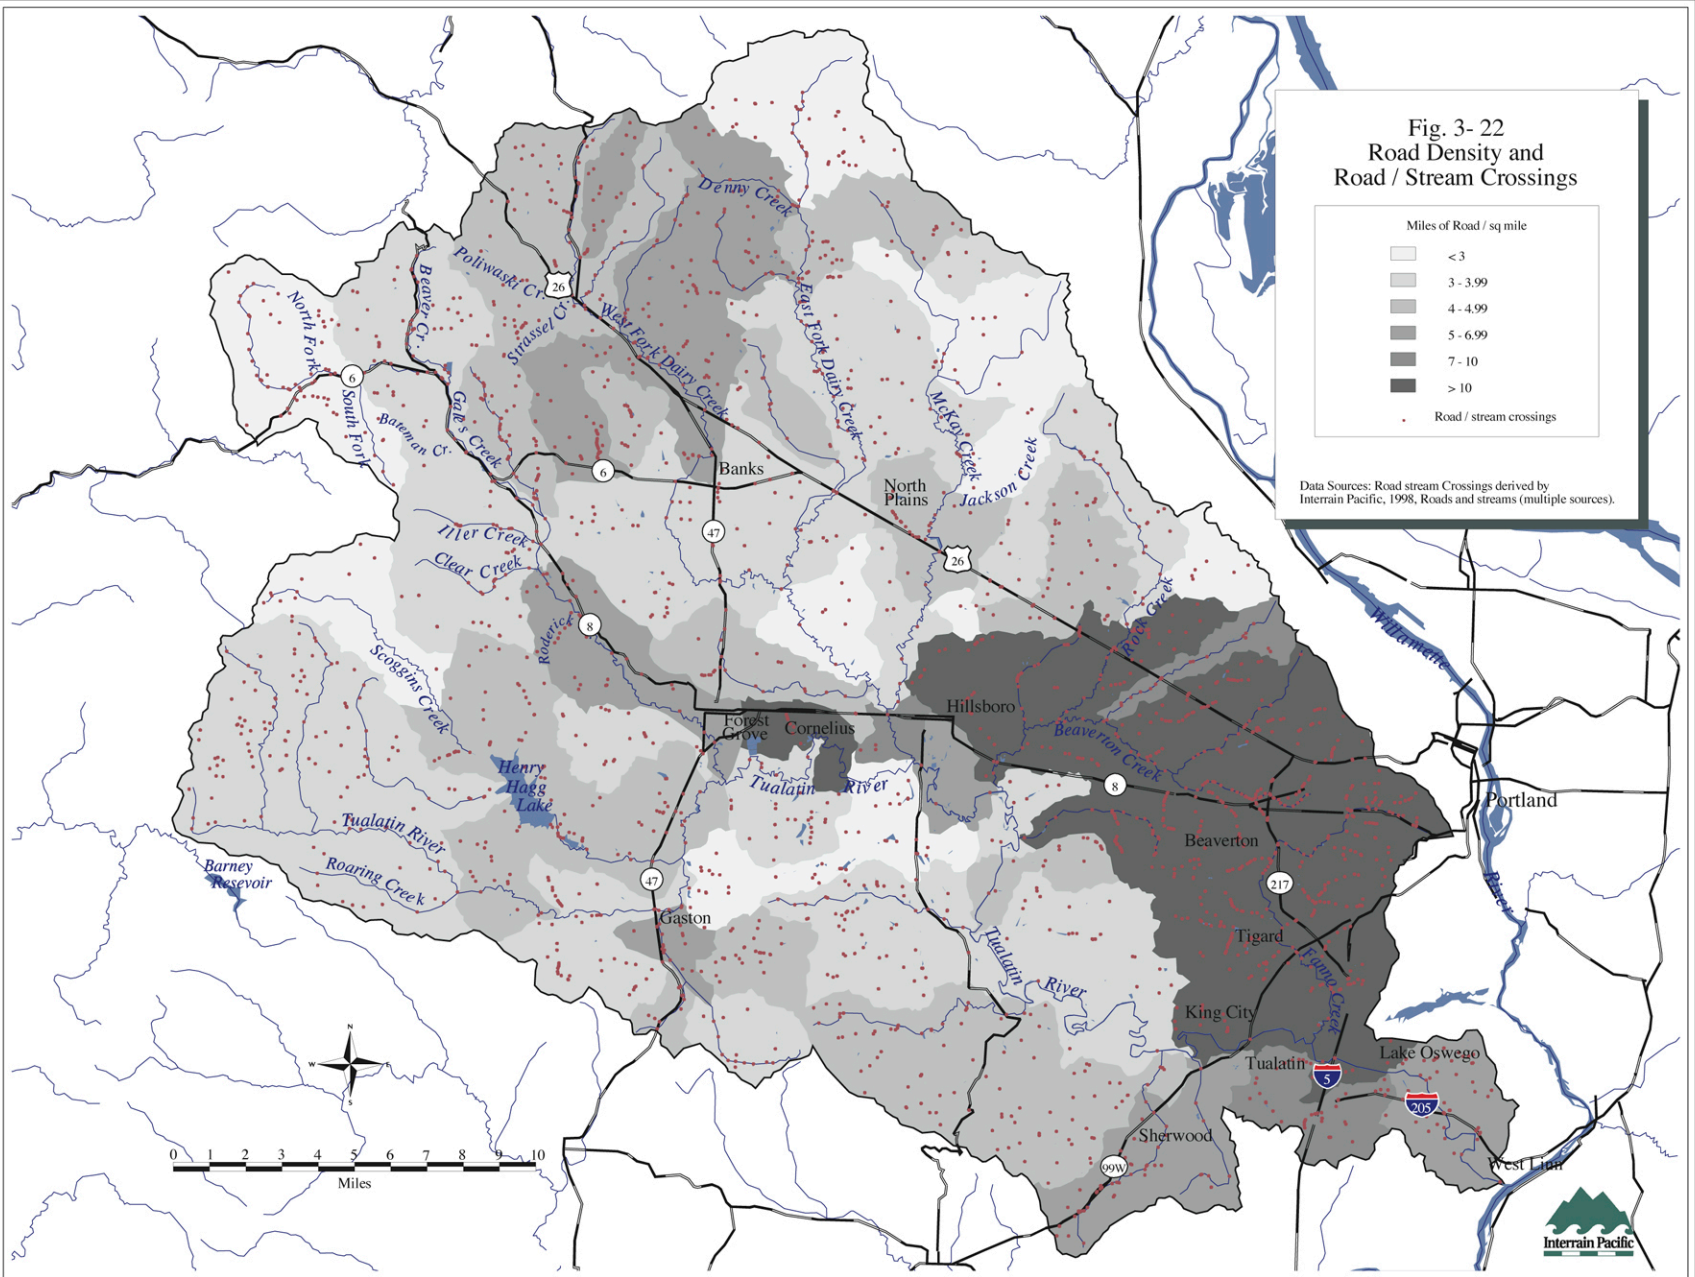 Fig. 3- 22
Road Density and
Road / Stream Crossings
Miles of Road / sq mile
< 3
3 - 3.99
4 - 4.99
5 - 6.99
7 - 10
> 10
Road / stream crossings
Data Sources: Road stream Crossings derived by
Interrain Pacific, 1998, Roads and streams (multiple sources).
Denny Creek
Poliwaski Cr.
26
Beaver Cr.
North Fork
Strassel Cr.
West Fork Dairy Creek
East Fork Dairy Creek
6
South Fork
Bateman Cr.
Gales Creek
McKay Creek
Jackson Creek
6
Banks
North
Plains
47
26
Iller Creek
Clear Creek
Roderick
8
Rock Creek
Willamette
Scoggins Creek
Hillsboro
Forest
Grove
Cornelius
Beaverton Creek
Henry
Hagg
Lake
Tualatin River
8
Portland
Tualatin River
Beaverton
Barney
Resevoir
Roaring Creek
47
217
River
Gaston
Tigard
Tualatin
River
Fanno Creek
King City
Tualatin
Lake Oswego
5
205
Sherwood
99W
West Linn
N
W
E
S
0 1 2 3 4 5 6 7 8 9 10
Miles
Interrain Pacific